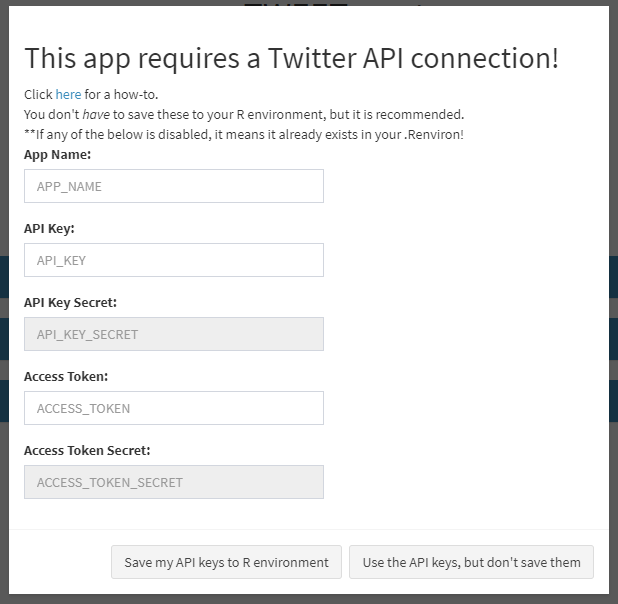 This app requires a Twitter API connection!
Click here for a how-to.
You don't have to save these to your R environment, but it is recommended.
**If any of the below is disabled, it means it already exists in your .Renviron!
App Name:
APP_NAME
API Key:
API_KEY
API Key Secret:
API_KEY_SECRET
Access Token:
ACCESS_TOKEN
Access Token Secret:
ACCESS_TOKEN_SECRET
Save my API keys to R environment
Use the API keys, but don't save them